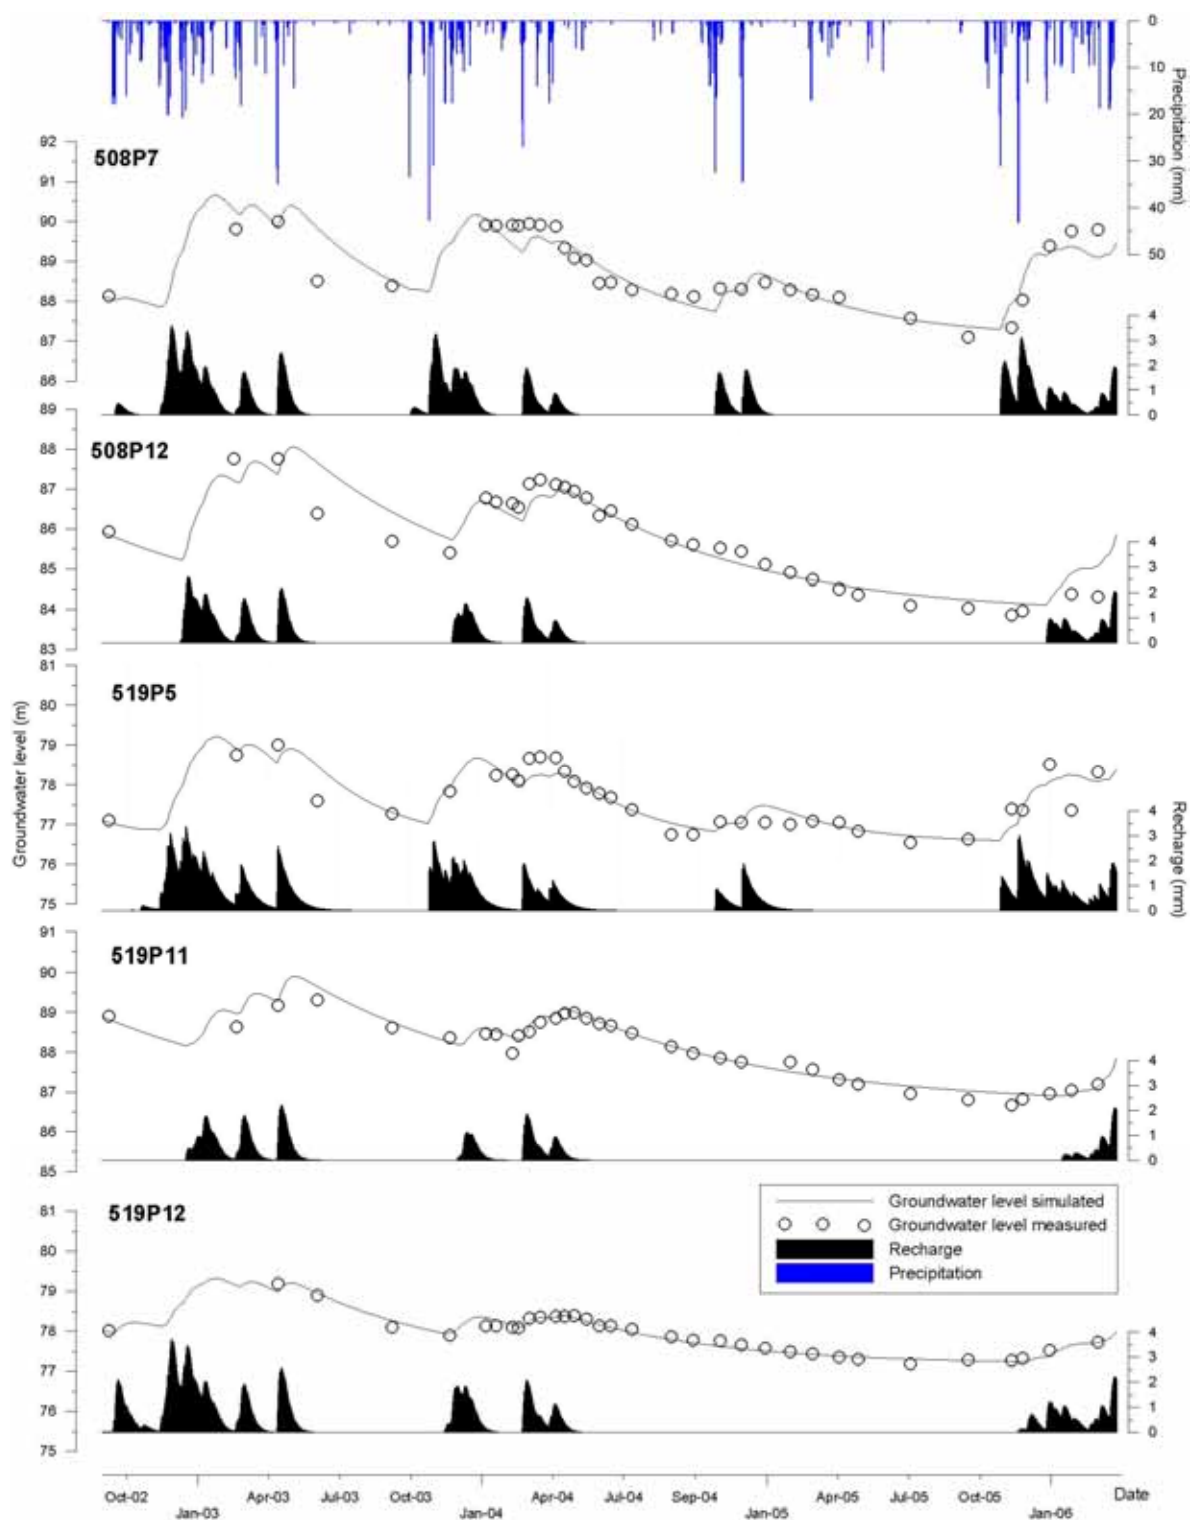 0
10
20
30
40
50
Precipitation (mm)
508P7
92
91
90
89
88
87
86
4
3
2
1
0
508P12
89
88
87
86
85
84
83
4
3
2
1
0
519P5
81
80
79
78
77
76
75
4
3
2
1
0
Groundwater level (m)
Recharge (mm)
519P11
91
90
89
88
87
86
85
4
3
2
1
0
519P12
81
80
79
78
77
76
75
4
3
2
1
0
Groundwater level simulated
Groundwater level measured
Recharge
Precipitation
Oct-02
Jan-03
Apr-03
Jul-03
Oct-03
Jan-04
Apr-04
Jul-04
Sep-04
Jan-05
Apr-05
Jul-05
Oct-05
Jan-06
Date